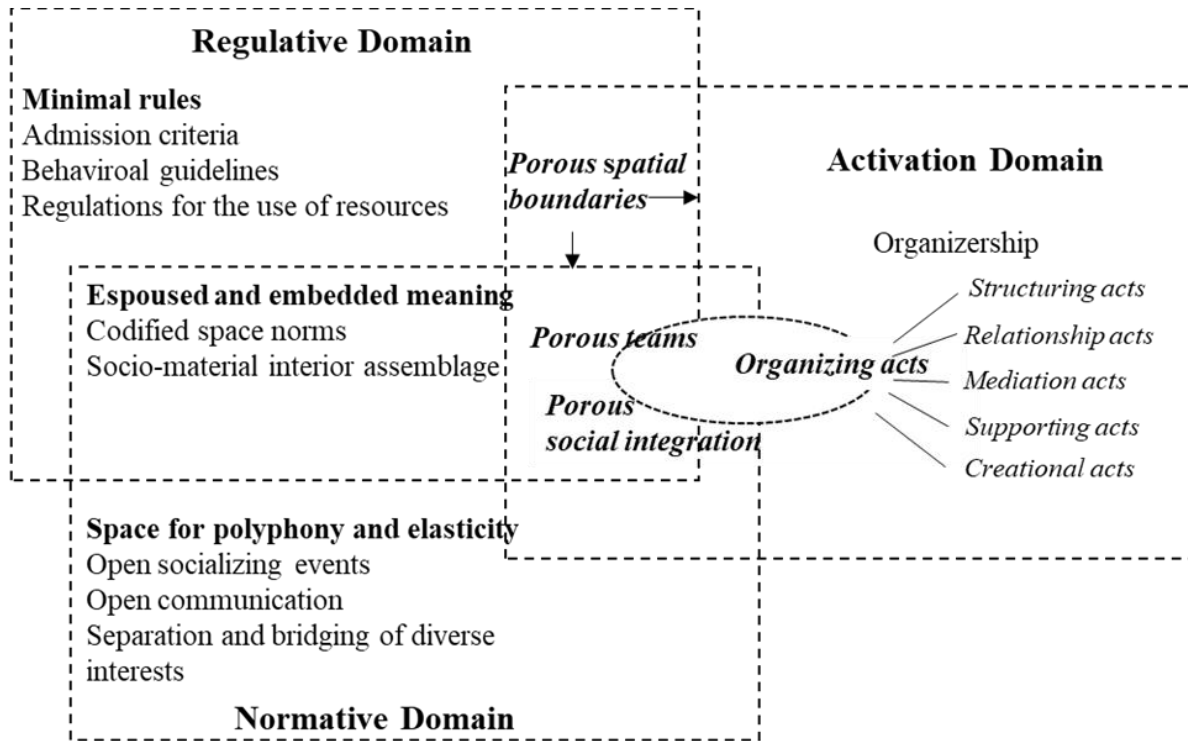 Regulative Domain
Minimal rules
Admission criteria
Behaviroal guidelines
Regulations for the use of resources
Porous spatial
boundaries
Activation Domain
Organizership
Structuring acts
Relationship acts
Mediation acts
Supporting acts
Creational acts
Espoused and embedded meaning
Codified space norms
Socio-material interior assemblage
Porous teams
Organizing acts
Porous
social integration
Space for polyphony and elasticity
Open socializing events
Open communication
Separation and bridging of diverse
interests
Normative Domain